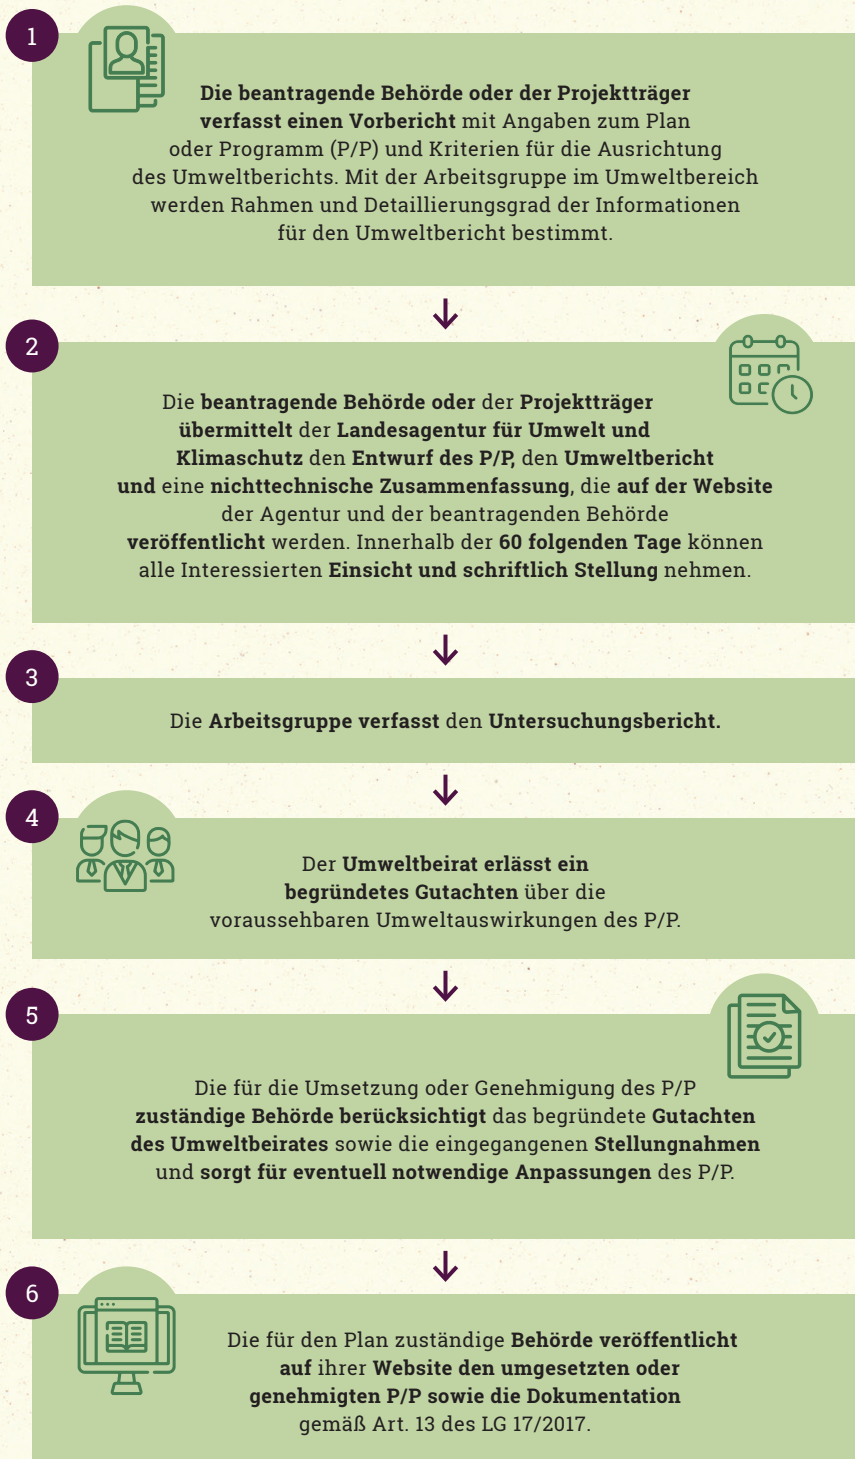 1
Die beantragende Behörde oder der Projektträger
verfasst einen Vorbericht mit Angaben zum Plan
oder Programm (P/P) und Kriterien für die Ausrichtung
des Umweltberichts. Mit der Arbeitsgruppe im Umweltbereich
werden Rahmen und Detaillierungsgrad der Informationen
für den Umweltbericht bestimmt.
2
Die beantragende Behörde oder der Projektträger
übermittelt der Landesagentur für Umwelt und
Klimaschutz den Entwurf des P/P, den Umweltbericht
und eine nichttechnische Zusammenfassung, die auf der Website
der Agentur und der beantragenden Behörde
veröffentlicht werden. Innerhalb der 60 folgenden Tage können
alle Interessierten Einsicht und schriftlich Stellung nehmen.
3
Die Arbeitsgruppe verfasst den Untersuchungsbericht.
4
Der Umweltbeirat erlässt ein
begründetes Gutachten über die
voraussehbaren Umweltauswirkungen des P/P.
5
Die für die Umsetzung oder Genehmigung des P/P
zuständige Behörde berücksichtigt das begründete Gutachten
des Umweltbeirates sowie die eingegangenen Stellungnahmen
und sorgt für eventuell notwendige Anpassungen des P/P.
6
Die für den Plan zuständige Behörde veröffentlicht
auf ihrer Website den umgesetzten oder
genehmigten P/P sowie die Dokumentation
gemäß Art. 13 des LG 17/2017.